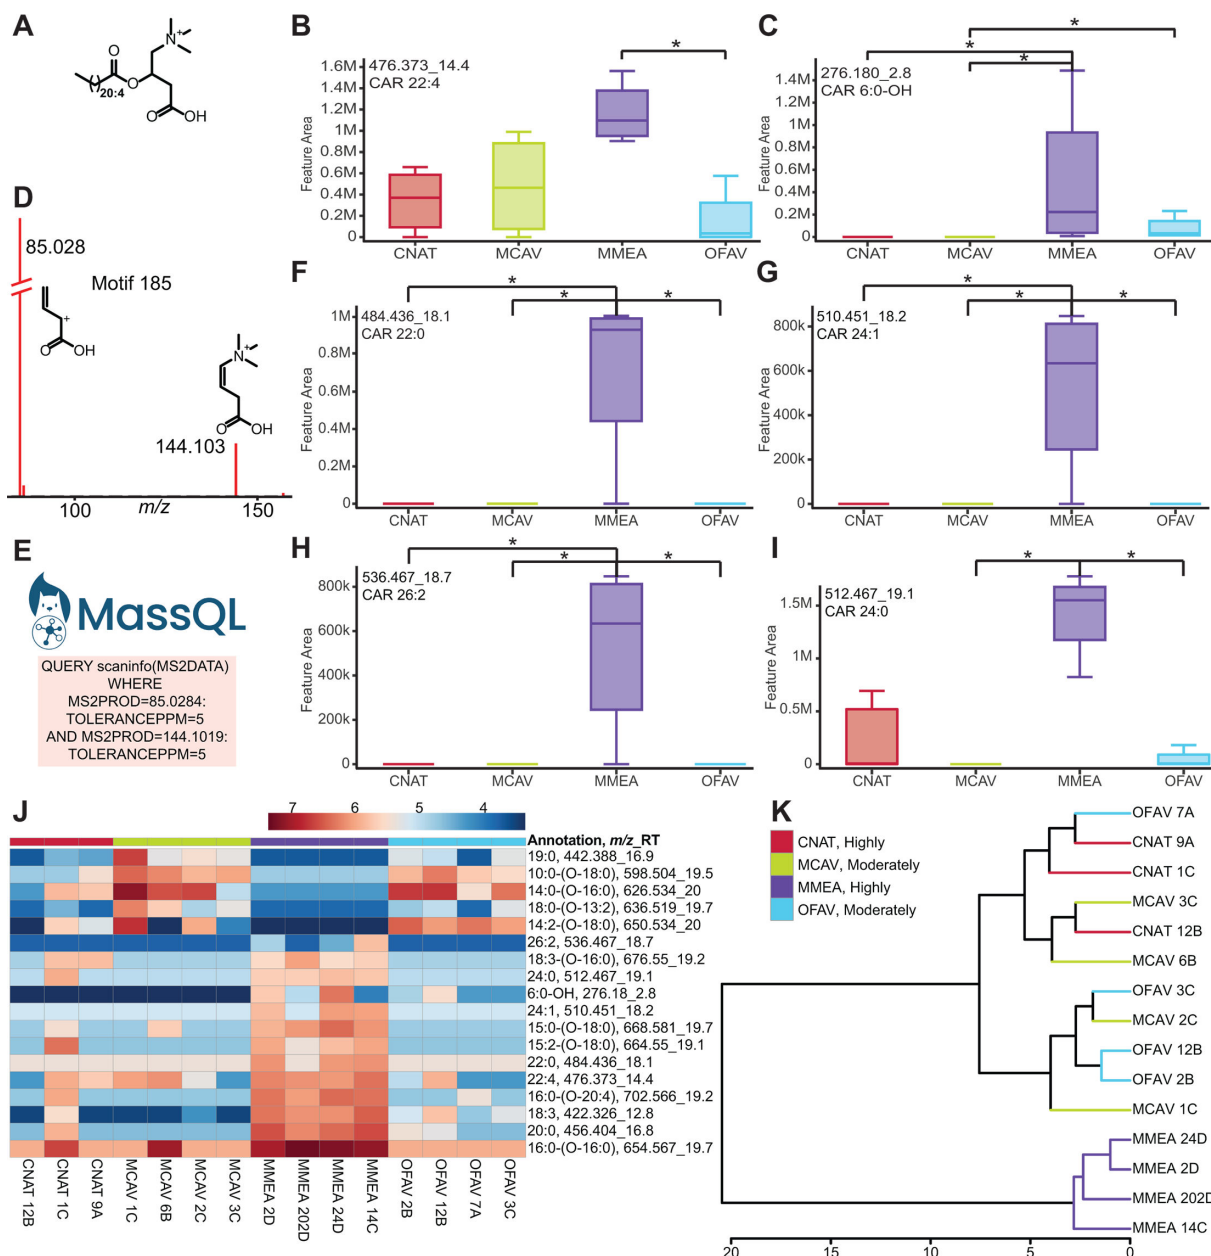 A
N+
O
O
( )20:4
O
OH
B
*
476.373_14.4
CAR 22:4
Feature Area
1.6M
1.4M
1.2M
1M
0.8M
0.6M
0.4M
0.2M
0
CNAT MCAV MMEA OFAV
C
*
*
*
276.180_2.8
CAR 6:0-OH
Feature Area
1.4M
1.2M
1M
0.8M
0.6M
0.4M
0.2M
0
CNAT MCAV MMEA OFAV
D
85.028
Motif 185
+
O
OH
N+
O
OH
144.103
100 m/z 150
E
MassQL
QUERY scaninfo(MS2DATA)
WHERE
MS2PROD=85.0284:
TOLERANCEPPM=5
AND MS2PROD=144.1019:
TOLERANCEPPM=5
F
*
* *
484.436_18.1
CAR 22:0
Feature Area
1M
0.8M
0.6M
0.4M
0.2M
0
CNAT MCAV MMEA OFAV
G
*
* *
510.451_18.2
CAR 24:1
Feature Area
800k
600k
400k
200k
0
CNAT MCAV MMEA OFAV
H
*
* *
536.467_18.7
CAR 26:2
Feature Area
800k
600k
400k
200k
0
CNAT MCAV MMEA OFAV
I
* *
512.467_19.1
CAR 24:0
Feature Area
1.5M
1M
0.5M
0
CNAT MCAV MMEA OFAV
J
7 6 5 4
Annotation, m/z_RT
19:0, 442.388_16.9
10:0-(O-18:0), 598.504_19.5
14:0-(O-16:0), 626.534_20
18:0-(O-13:2), 636.519_19.7
14:2-(O-18:0), 650.534_20
26:2, 536.467_18.7
18:3-(O-16:0), 676.55_19.2
24:0, 512.467_19.1
6:0-OH, 276.18_2.8
24:1, 510.451_18.2
15:0-(O-18:0), 668.581_19.7
15:2-(O-18:0), 664.55_19.1
22:0, 484.436_18.1
22:4, 476.373_14.4
16:0-(O-20:4), 702.566_19.2
18:3, 422.326_12.8
20:0, 456.404_16.8
16:0-(O-16:0), 654.567_19.7
CNAT 12B
CNAT 1C
CNAT 9A
MCAV 1C
MCAV 6B
MCAV 2C
MCAV 3C
MMEA 2D
MMEA 202D
MMEA 24D
MMEA 14C
OFAV 2B
OFAV 12B
OFAV 7A
OFAV 3C
K
CNAT, Highly
MCAV, Moderately
MMEA, Highly
OFAV, Moderately
OFAV 7A
CNAT 9A
CNAT 1C
MCAV 3C
CNAT 12B
MCAV 6B
OFAV 3C
MCAV 2C
OFAV 12B
OFAV 2B
MCAV 1C
MMEA 24D
MMEA 2D
MMEA 202D
MMEA 14C
20 15 10 5 0